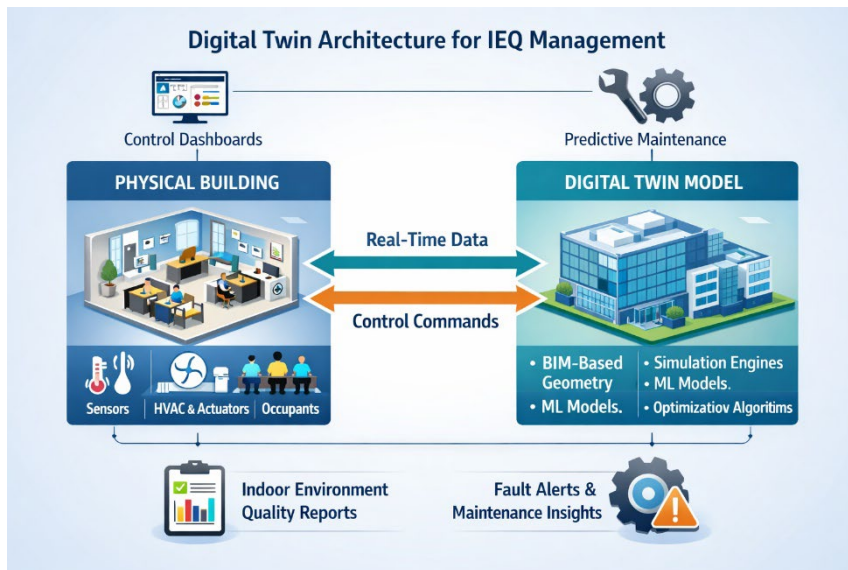 Digital Twin Architecture for IEQ Management
Control Dashboards
Predictive Maintenance
PHYSICAL BUILDING
DIGITAL TWIN MODEL
Real-Time Data
Control Commands
Sensors
HVAC & Actuators
Occupants
• BIM-Based
Geometry
• ML Models.
• Simulation Engines
• ML Models.
• Optimizatiov Algoritims
Indoor Environment
Quality Reports
Fault Alerts &
Maintenance Insights